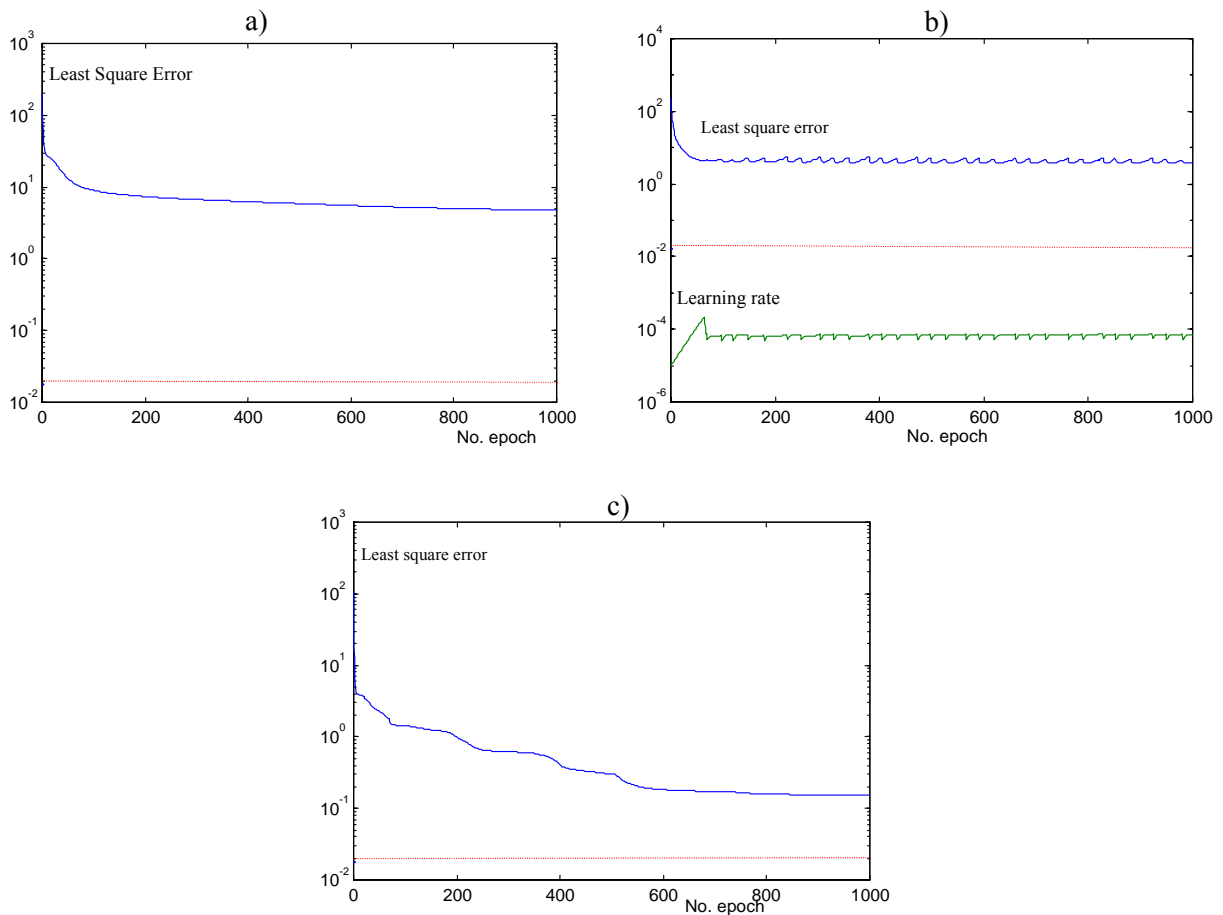 a)
10^3
10^2
10^1
10^0
10^-1
10^-2
Least Square Error
0 200 400 600 800 1000
No. epoch
b)
10^4
10^2
10^0
10^-2
10^-4
10^-6
Least square error
Learning rate
0 200 400 600 800 1000
No. epoch
c)
10^3
10^2
10^1
10^0
10^-1
10^-2
Least square error
0 200 400 600 800 1000
No. epoch